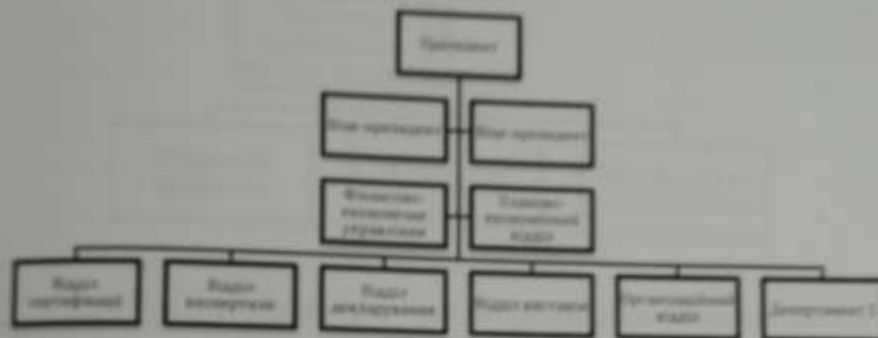 Президент
Віце-президент
Віце-президент
Фінансово-
економічне
управління
Планово-
економічний
відділ
Відділ
сертифікації
Відділ
експертизи
Відділ
декларування
Відділ виставок
Організаційний
відділ
Департамент